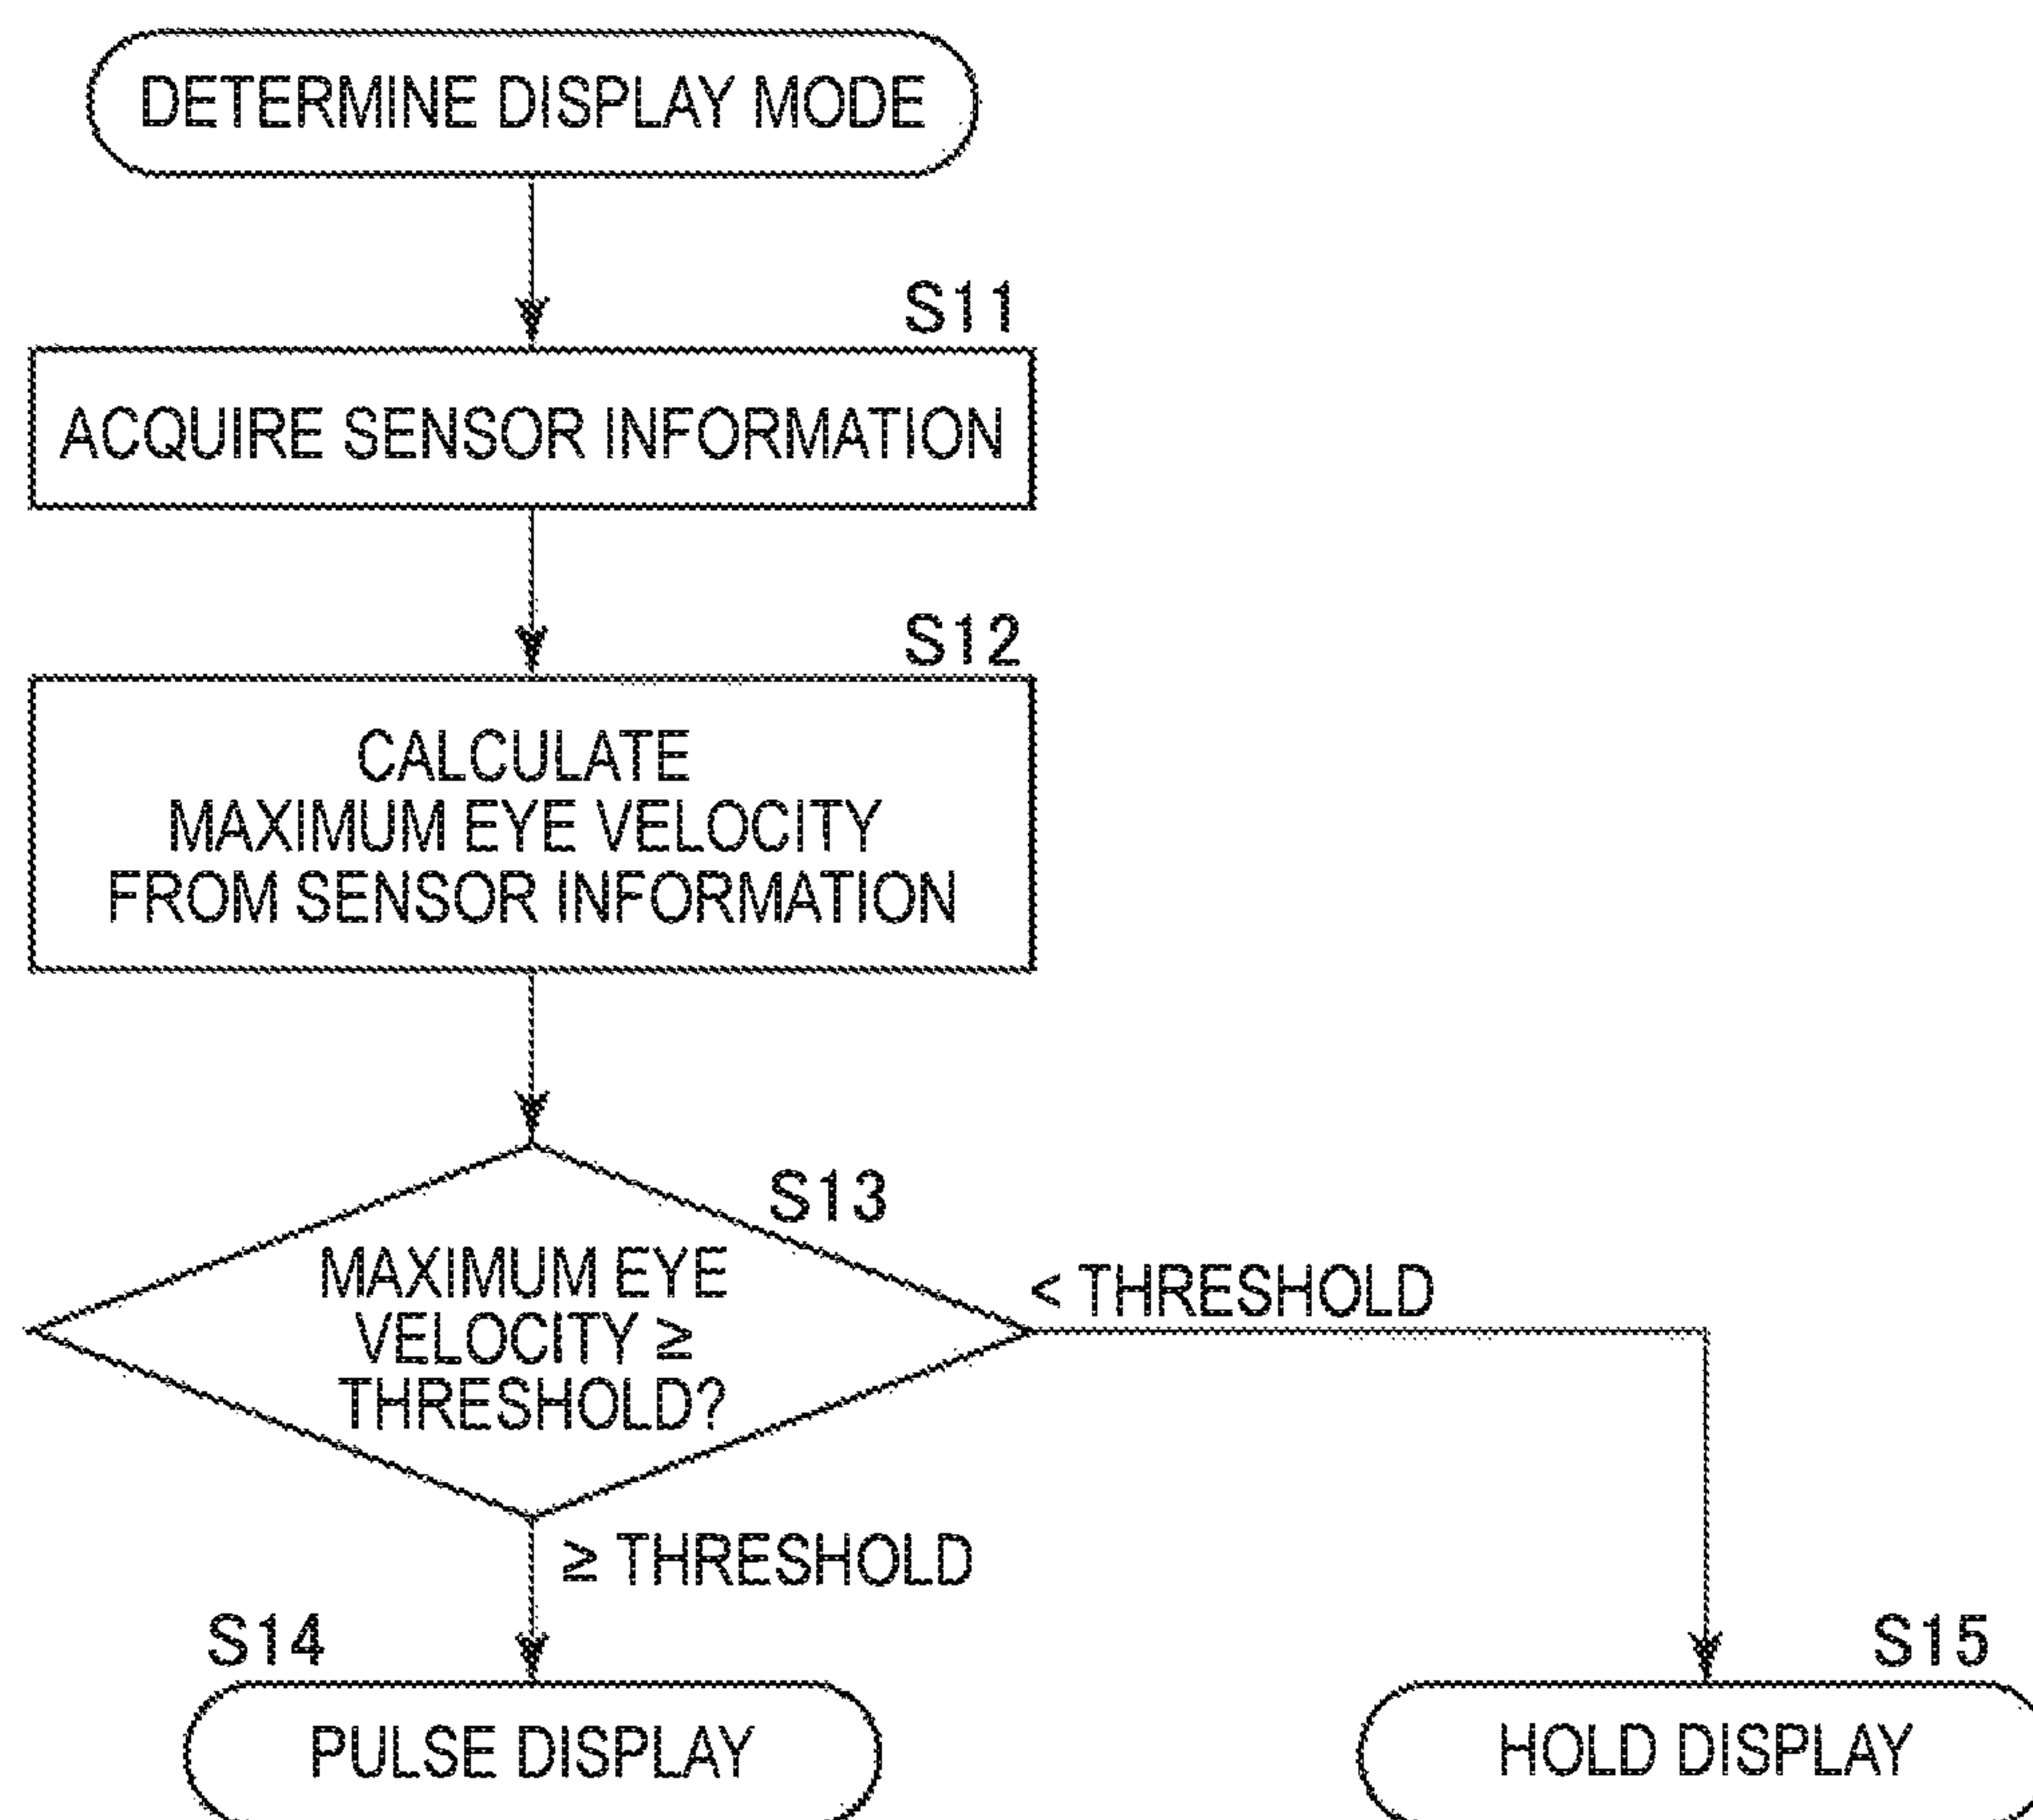 DETERMINE DISPLAY MODE
S11
ACQUIRE SENSOR INFORMATION
S12
CALCULATE
MAXIMUM EYE VELOCITY
FROM SENSOR INFORMATION
S13
MAXIMUM EYE
VELOCITY ≥
THRESHOLD?
< THRESHOLD
≥ THRESHOLD
S14
PULSE DISPLAY
S15
HOLD DISPLAY